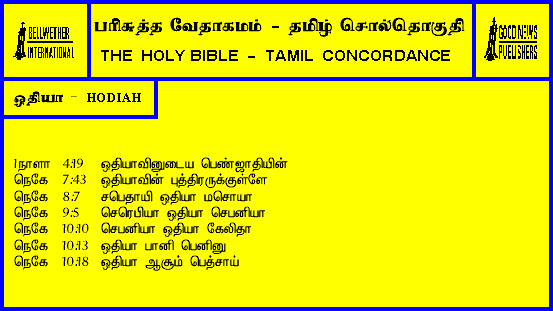 BELLWETHER
INTERNATIONAL
பரிசுத்த வேதாகமம் - தமிழ் சொல்தொகுதி
THE HOLY BIBLE - TAMIL CONCORDANCE
GOOD NEWS
PUBLISHERS
ஒதியா - HODIAH
1நாளா 4:19 ஒதியாவினுடைய பெண்ஜாதியின்
நெகே 7:43 ஒதியாவின் புத்திரருக்குள்ளே
நெகே 8:7 சபெதாயி ஒதியா மசொயா
நெகே 9:5 செரெபியா ஒதியா செபனியா
நெகே 10:10 செபனியா ஒதியா கேலிதா
நெகே 10:13 ஒதியா பானி பெனினு
நெகே 10:18 ஒதியா ஆசூம் பெத்சாய்